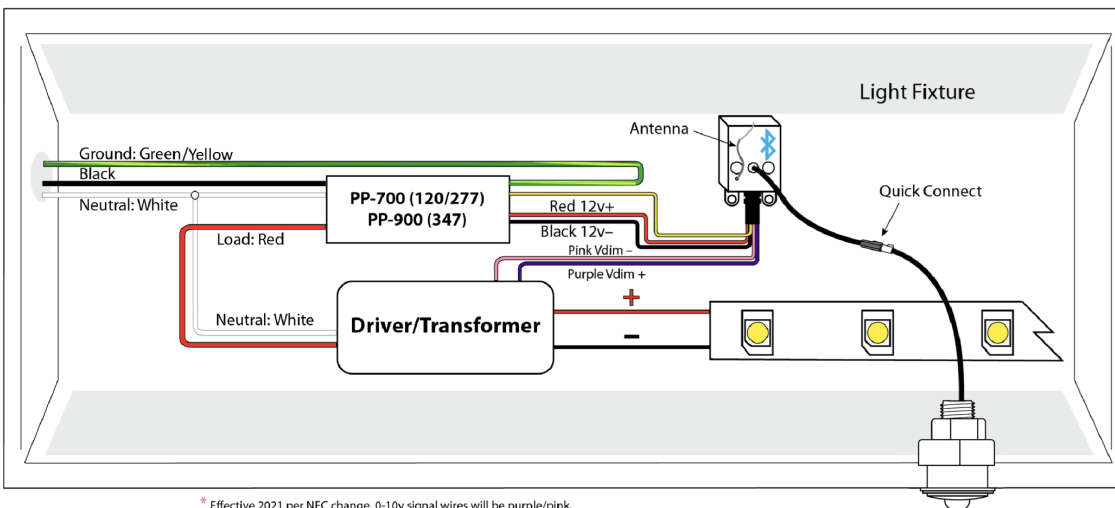 Light Fixture
Antenna
Ground: Green/Yellow
Black
Quick Connect
Neutral: White
PP-700 (120/277)
PP-900 (347)
Red 12v+
Load: Red
Black 12v–
Pink Vdim –
Purple Vdim +
+
Neutral: White
Driver/Transformer
–
* Effective 2021 per NEC change, 0-10v signal wires will be purple/pink.